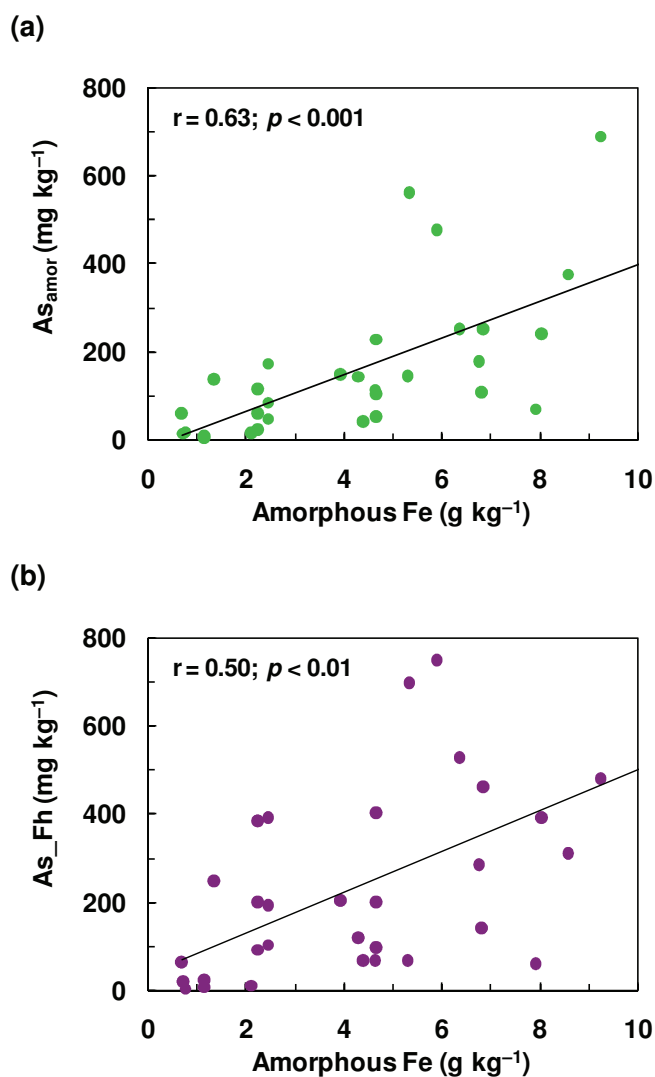 (a)
r = 0.63; p < 0.001
As_amor (mg kg⁻¹)
800
600
400
200
0
0 2 4 6 8 10
Amorphous Fe (g kg⁻¹)
(b)
r = 0.50; p < 0.01
As_Fh (mg kg⁻¹)
800
600
400
200
0
0 2 4 6 8 10
Amorphous Fe (g kg⁻¹)